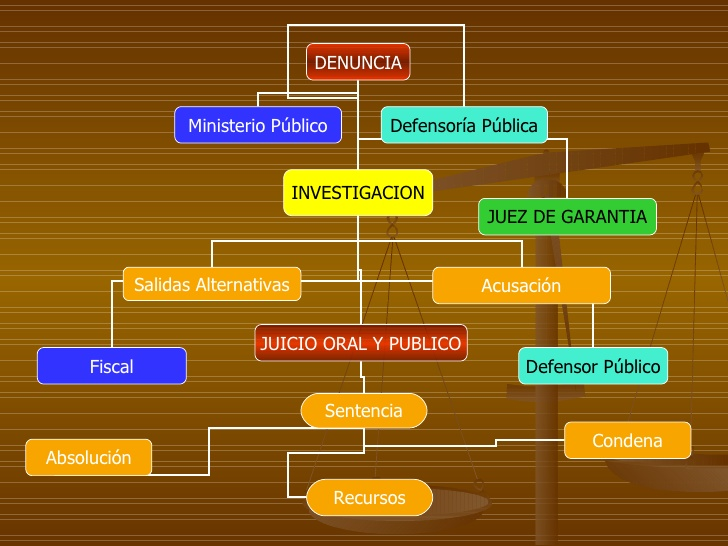 DENUNCIA
Ministerio Público
Defensoría Pública
INVESTIGACION
JUEZ DE GARANTIA
Salidas Alternativas
Acusación
JUICIO ORAL Y PUBLICO
Fiscal
Defensor Público
Sentencia
Condena
Absolución
Recursos